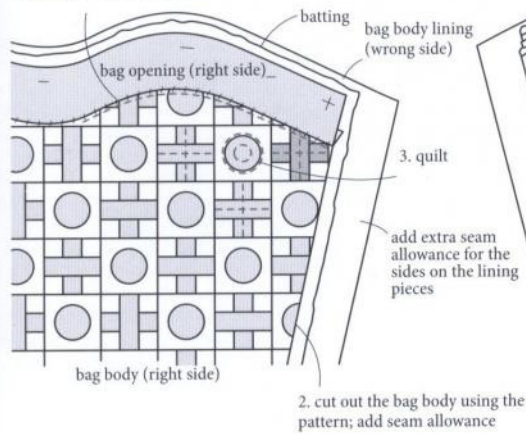 batting
bag body lining
(wrong side)
bag opening (right side)
3. quilt
add extra seam
allowance for the
sides on the lining
pieces
bag body (right side)
2. cut out the bag body using the
pattern; add seam allowance